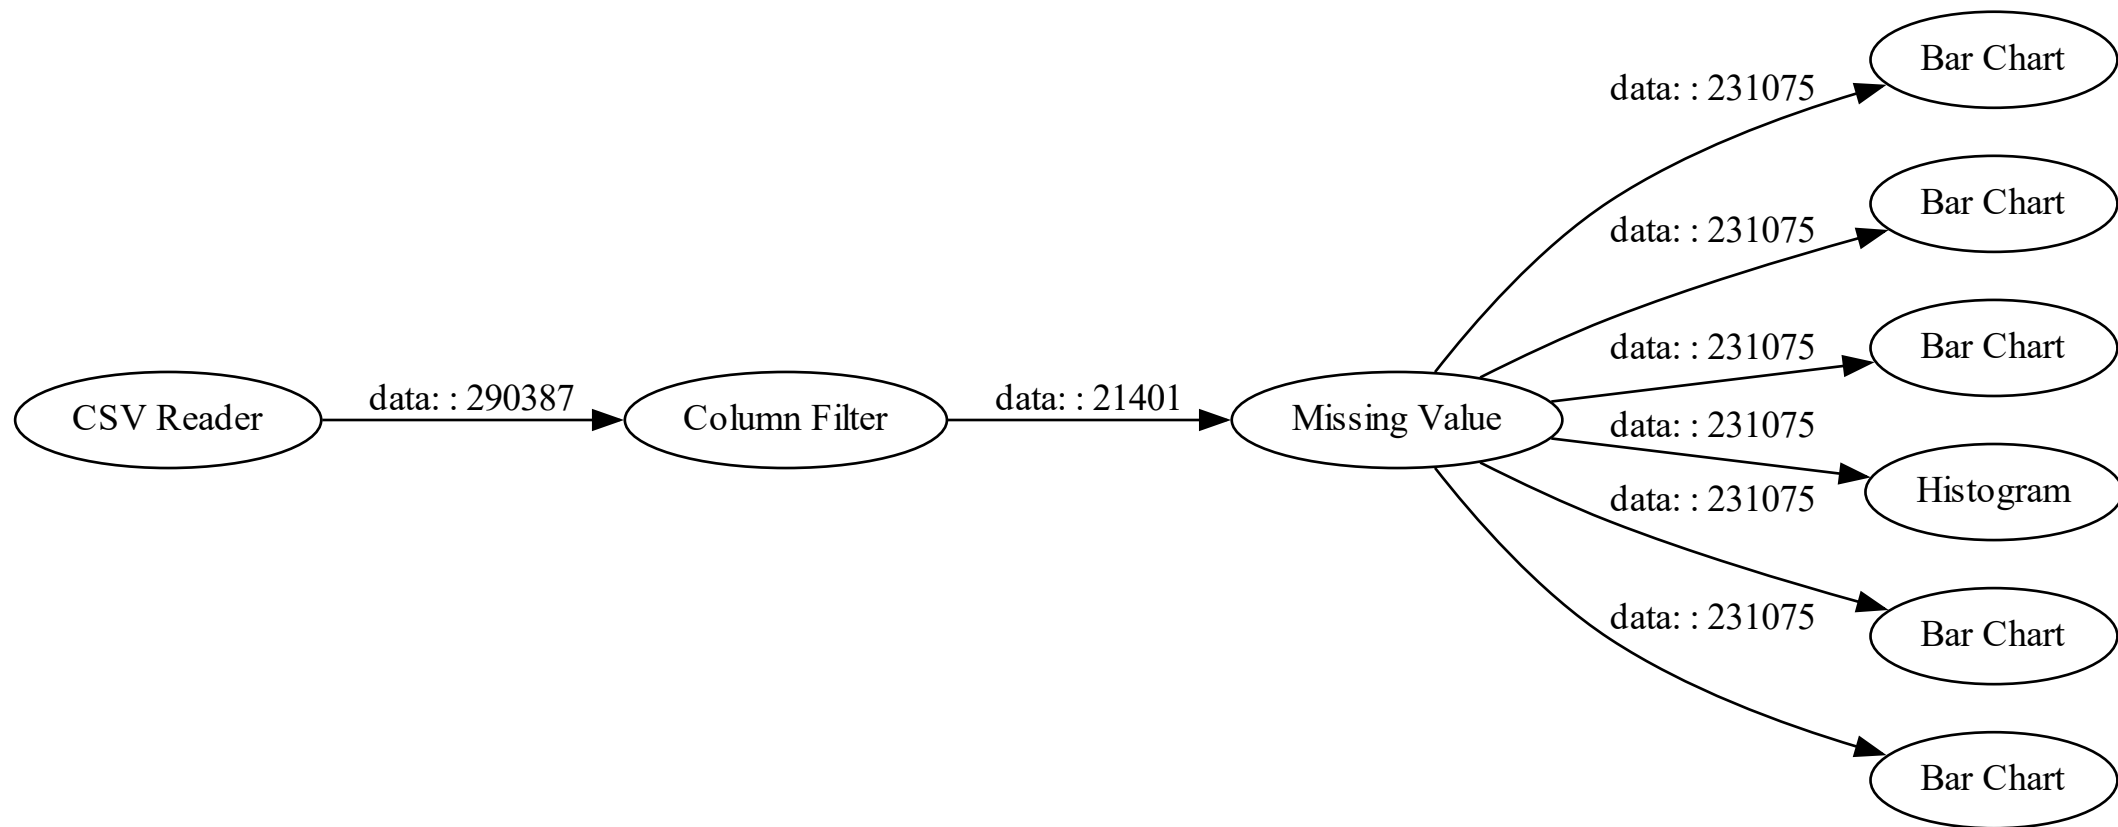 Bar Chart
data: : 231075
Bar Chart
data: : 231075
Bar Chart
data: : 231075
CSV Reader
data: : 290387
Column Filter
data: : 21401
Missing Value
data: : 231075
Histogram
data: : 231075
Bar Chart
data: : 231075
Bar Chart